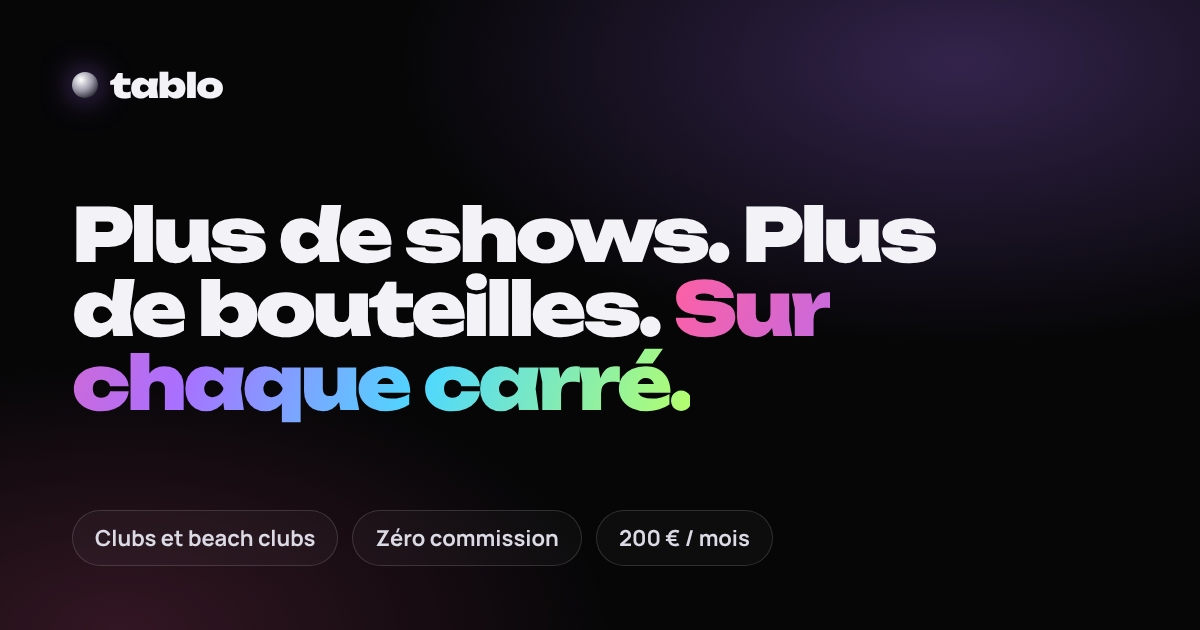 tablo
Plus de shows. Plus
de bouteilles. Sur
chaque carré.
Clubs et beach clubs
Zéro commission
200 € / mois